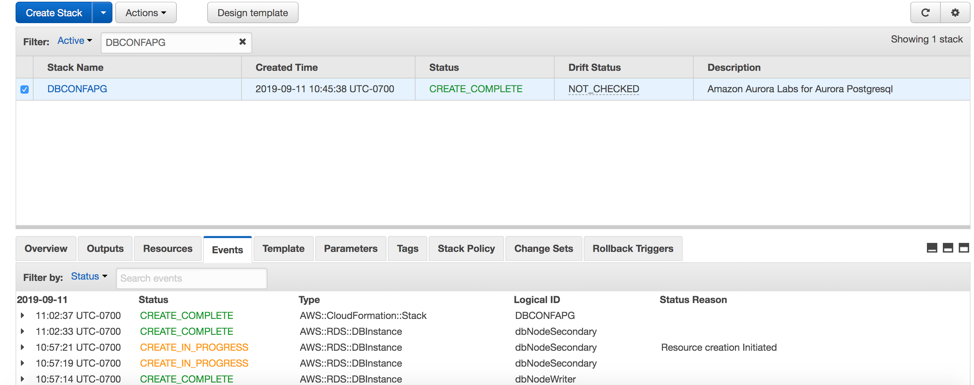 Create Stack Actions Design template
Filter: Active DBCONFAPG Showing 1 stack
Stack Name Created Time Status Drift Status Description
DBCONFAPG 2019-09-11 10:45:38 UTC-0700 CREATE_COMPLETE NOT_CHECKED Amazon Aurora Labs for Aurora Postgresql
Overview Outputs Resources Events Template Parameters Tags Stack Policy Change Sets Rollback Triggers
Filter by: Status Search events
2019-09-11 Status Type Logical ID Status Reason
11:02:37 UTC-0700 CREATE_COMPLETE AWS::CloudFormation::Stack DBCONFAPG
11:02:33 UTC-0700 CREATE_COMPLETE AWS::RDS::DBInstance dbNodeSecondary
10:57:21 UTC-0700 CREATE_IN_PROGRESS AWS::RDS::DBInstance dbNodeSecondary Resource creation Initiated
10:57:19 UTC-0700 CREATE_IN_PROGRESS AWS::RDS::DBInstance dbNodeSecondary
10:57:14 UTC-0700 CREATE_COMPLETE AWS::RDS::DBInstance dbNodeWriter